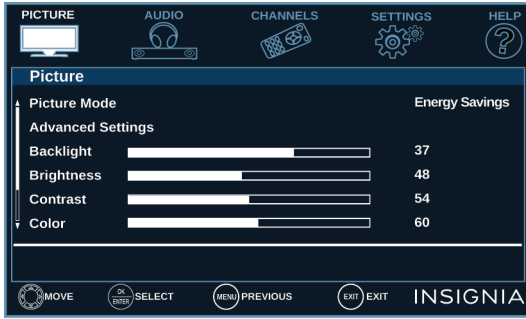 PICTURE AUDIO CHANNELS SETTINGS HELP
Picture
Picture Mode Energy Savings
Advanced Settings
Backlight 37
Brightness 48
Contrast 54
Color 60
MOVE OK ENTER SELECT MENU PREVIOUS EXIT EXIT INSIGNIA